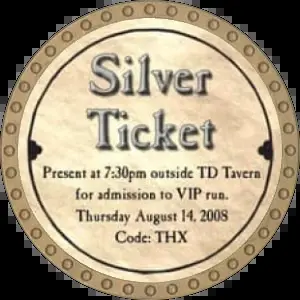 Silver
Ticket
Present at 7:30pm outside TD Tavern
for admission to VIP run.
Thursday August 14, 2008
Code: THX